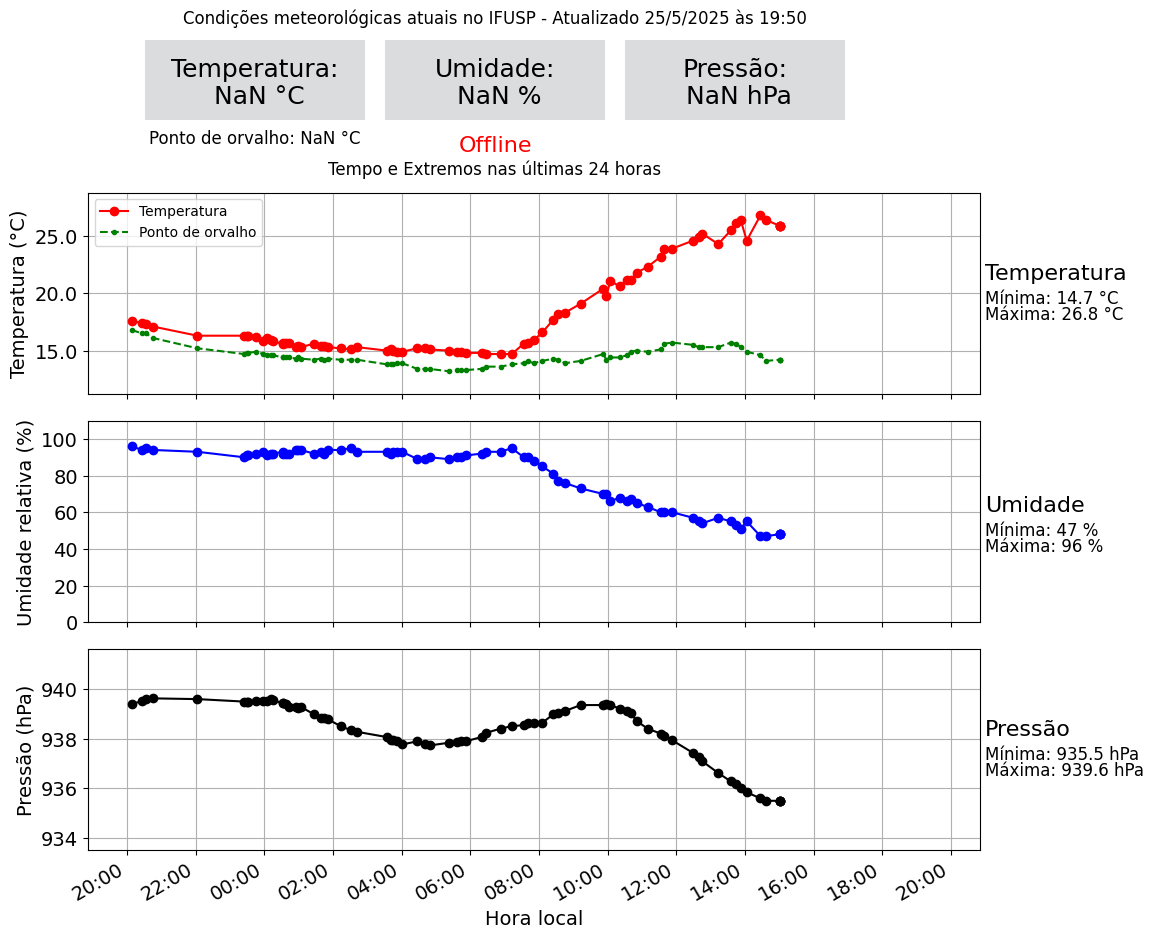 Condições meteorológicas atuais no IFUSP - Atualizado 25/5/2025 às 19:50
Temperatura:
NaN °C
Umidade:
NaN %
Pressão:
NaN hPa
Ponto de orvalho: NaN °C
Offline
Tempo e Extremos nas últimas 24 horas
Temperatura (°C)
25.0
20.0
15.0
Temperatura
Ponto de orvalho
Temperatura
Mínima: 14.7 °C
Máxima: 26.8 °C
Umidade relativa (%)
100
80
60
40
20
0
Umidade
Mínima: 47 %
Máxima: 96 %
Pressão (hPa)
940
938
936
934
Pressão
Mínima: 935.5 hPa
Máxima: 939.6 hPa
20:00
22:00
00:00
02:00
04:00
06:00
08:00
10:00
12:00
14:00
16:00
18:00
20:00
Hora local